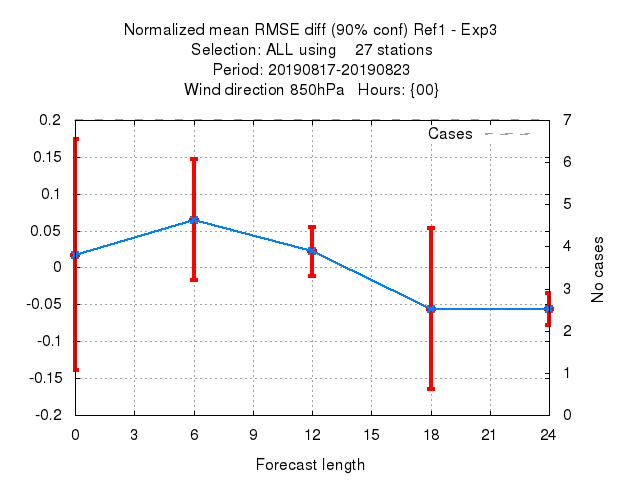 Normalized mean RMSE diff (90% conf) Ref1 - Exp3
Selection: ALL using 27 stations
Period: 20190817-20190823
Wind direction 850hPa Hours: {00}
Cases
0.2
0.15
0.1
0.05
0
-0.05
-0.1
-0.15
-0.2
7
6
5
4
3
2
1
0
No cases
0 3 6 9 12 15 18 21 24
Forecast length